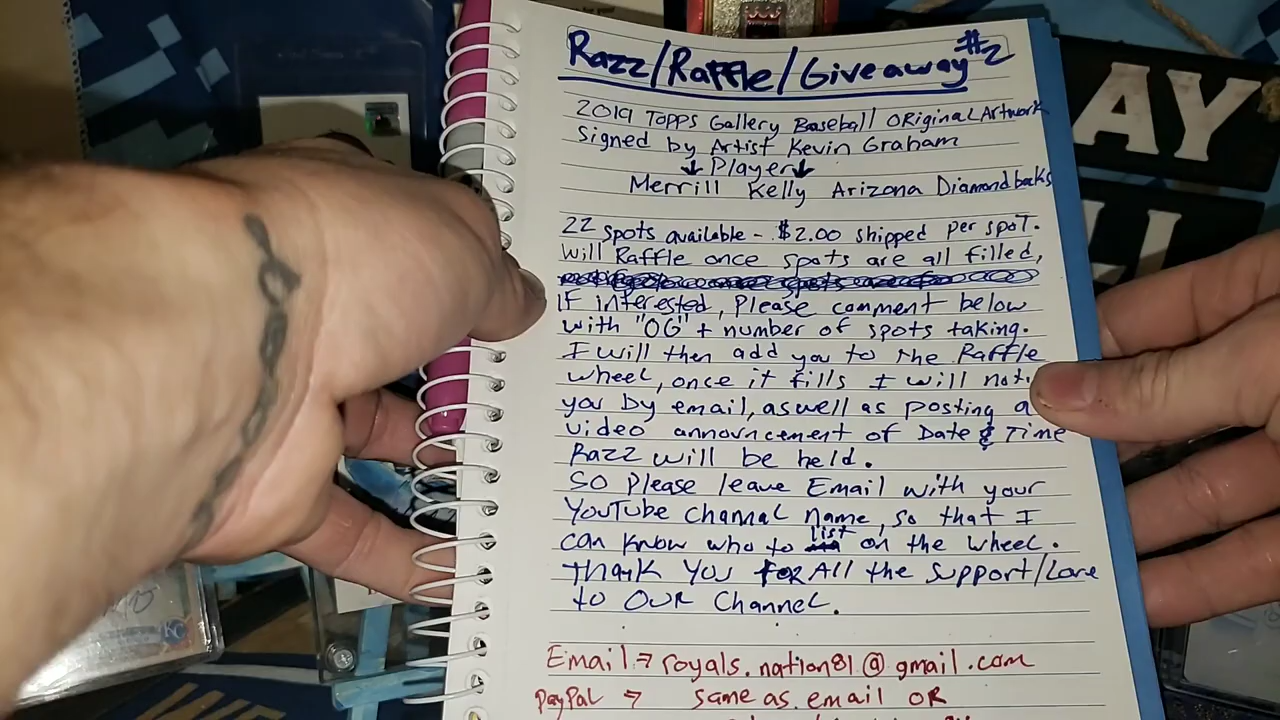 Razz/Raffle/Giveaway #2
2019 Topps Gallery Baseball Original Artwork
Signed by Artist Kevin Graham
↓ Player ↓
Merrill Kelly Arizona Diamondbacks
22 spots available - $2.00 shipped per spot.
Will Raffle once spots are all filled,
If interested, Please comment below
with "OG" + number of spots taking.
I will then add you to the Raffle
wheel, once it fills I will
you by email, aswell as posting a
video announcement of Date & Time
Razz will be held.
So Please leave Email with your
YouTube Channal Name, so that I
can know who to list on the wheel.
Thank You for All the support/Love
to OUR Channel.
Email → royals.nation81@gmail.com
PayPal → same as email OR
AY